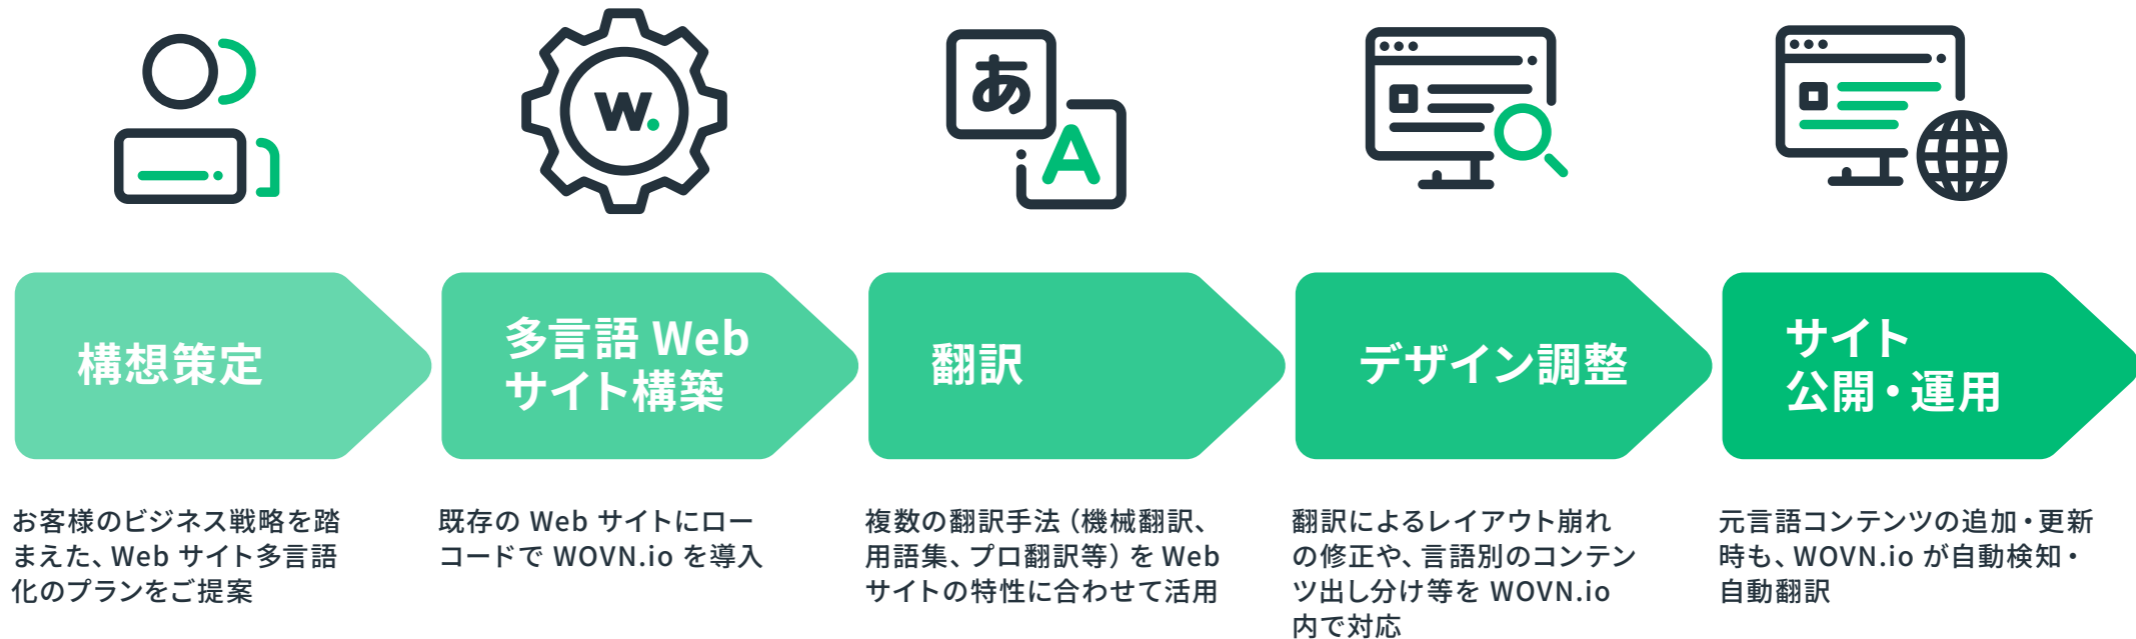 W.
あ
A
構想策定
多言語 Web
サイト構築
翻訳
デザイン調整
サイト
公開・運用
お客様のビジネス戦略を踏
まえた、Web サイト多言語
化のプランをご提案
既存の Web サイトにロー
コードで WOVN.io を導入
複数の翻訳手法（機械翻訳、
用語集、プロ翻訳等）を Web
サイトの特性に合わせて活用
翻訳によるレイアウト崩れ
の修正や、言語別のコンテン
ツ出し分け等を WOVN.io
内で対応
元言語コンテンツの追加・更新
時も、WOVN.io が自動検知・
自動翻訳